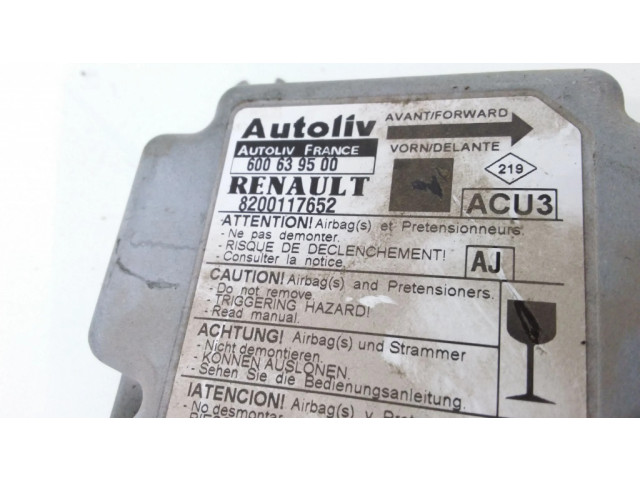 Autoliv
AVANT/FORWARD
AUTOLIV FRANCE
VORN/DELANTE
600 63 95 00
219
RENAULT
8200117652
ACU3
ATTENTION! Airbag(s) et Pretensionneurs.
- Ne pas demonter.
- RISQUE DE DECLENCHEMENT!
- Consulter la notice.
AJ
CAUTION! Airbag(s) and Pretensioners.
- Do not remove.
- TRIGGERING HAZARD!
- Read manual.
ACHTUNG! Airbag(s) und Strammer
- Nicht demontieren.
- KONNEN AUSLONEN.
- Sehen Sie die Bedienungsanleitung.
IATENCION! Airbag(s) y
- No desmontar